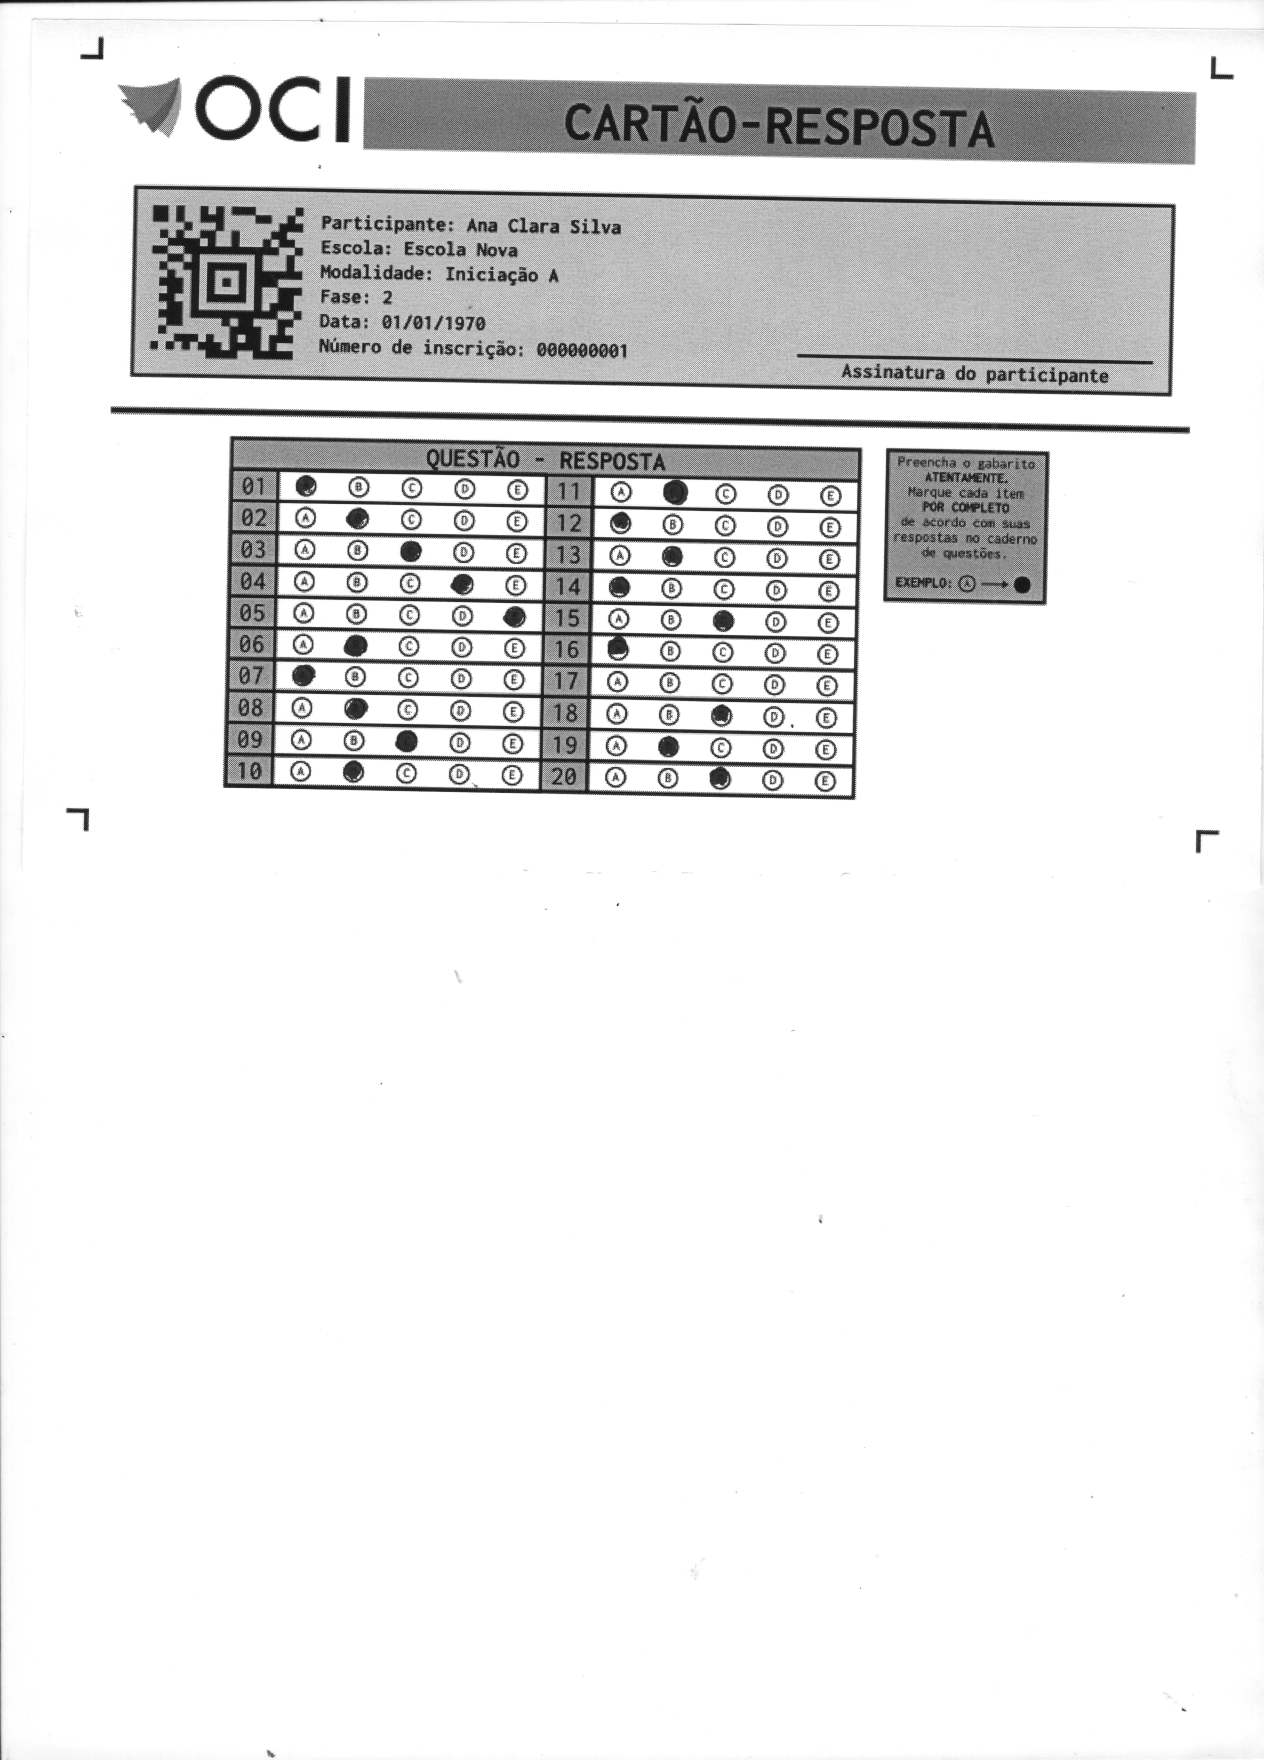 OCI
CARTÃO-RESPOSTA
Participante: Ana Clara Silva
Escola: Escola Nova
Modalidade: Iniciação A
Fase: 2
Data: 01/01/1970
Número de inscrição: 000000001
Assinatura do participante
QUESTÃO - RESPOSTA
01 B C D E 11 A C D E
02 A C D E 12 B C D E
03 A B D E 13 A C D E
04 A B C E 14 B C D E
05 A B C D 15 A B D E
06 A C D E 16 B C D E
07 B C D E 17 A B C D E
08 A C D E 18 A B D E
09 A B D E 19 A C D E
10 A C D E 20 A B D E
Preencha o gabarito
ATENTAMENTE.
Marque cada item
POR COMPLETO
de acordo com suas
respostas no caderno
de questões.
EXEMPLO: A